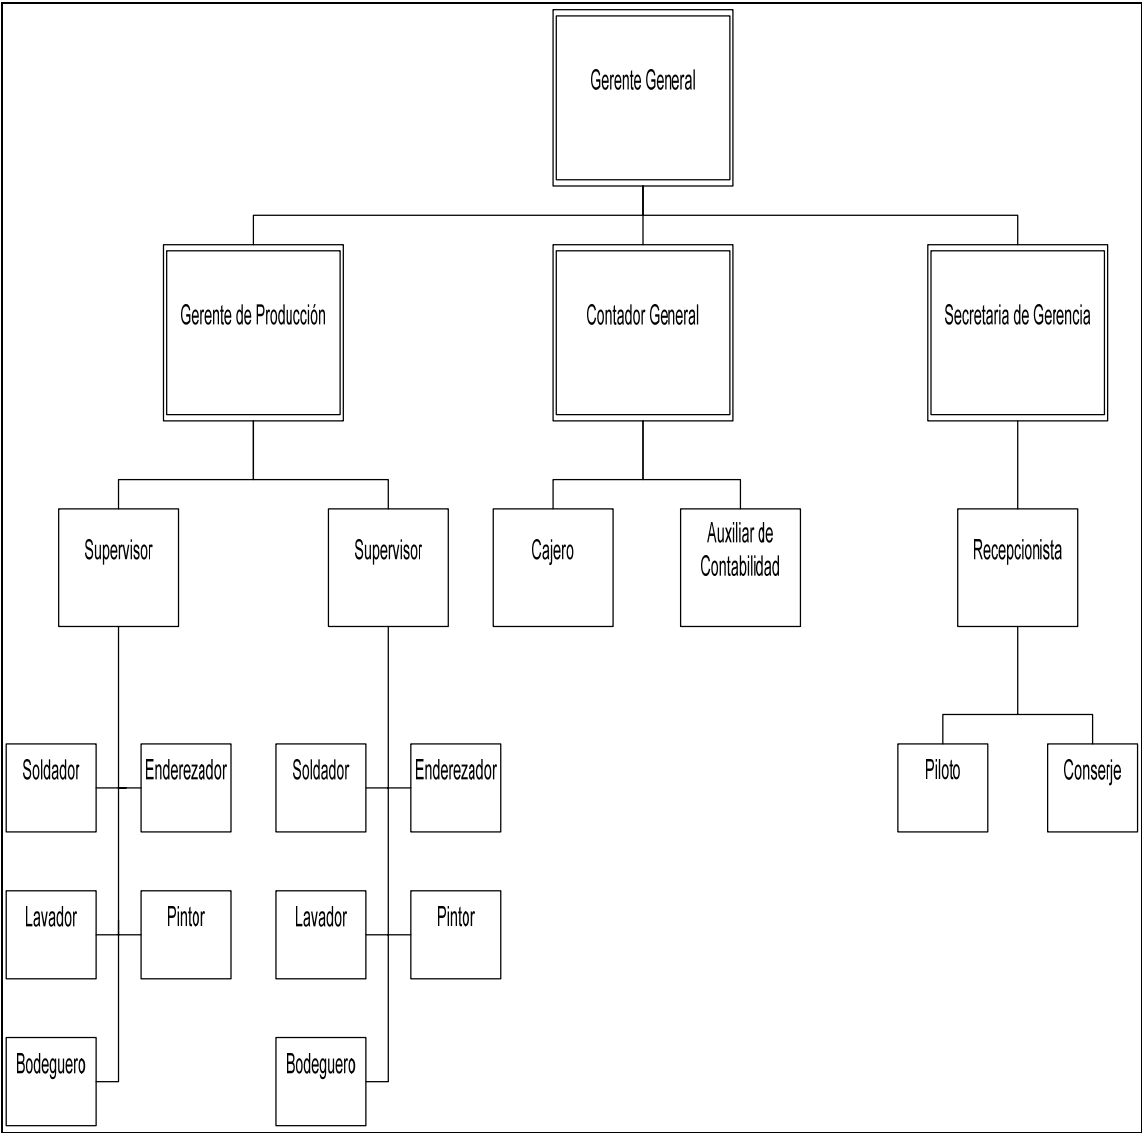 Gerente General
Gerente de Producción
Contador General
Secretaria de Gerencia
Supervisor
Supervisor
Cajero
Auxiliar de
Contabilidad
Recepcionista
Soldador
Enderezador
Soldador
Enderezador
Piloto
Conserje
Lavador
Pintor
Lavador
Pintor
Bodeguero
Bodeguero